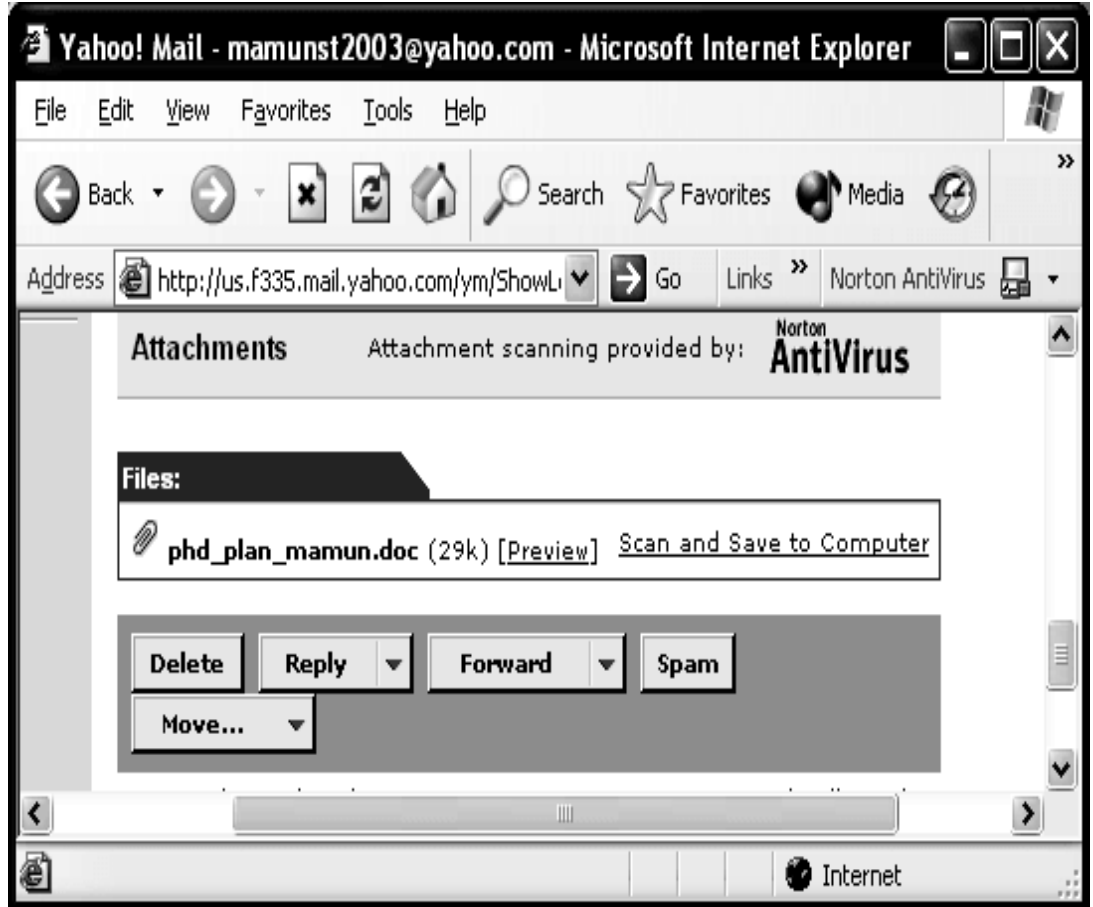 Yahoo! Mail - mamunst2003@yahoo.com - Microsoft Internet Explorer
File Edit View Favorites Tools Help
Back Search Favorites Media »
Address http://us.f335.mail.yahoo.com/ym/ShowL Go Links » Norton AntiVirus
Attachments Attachment scanning provided by: Norton AntiVirus
Files:
phd_plan_mamun.doc (29k) [Preview] Scan and Save to Computer
Delete Reply Forward Spam
Move...
Internet